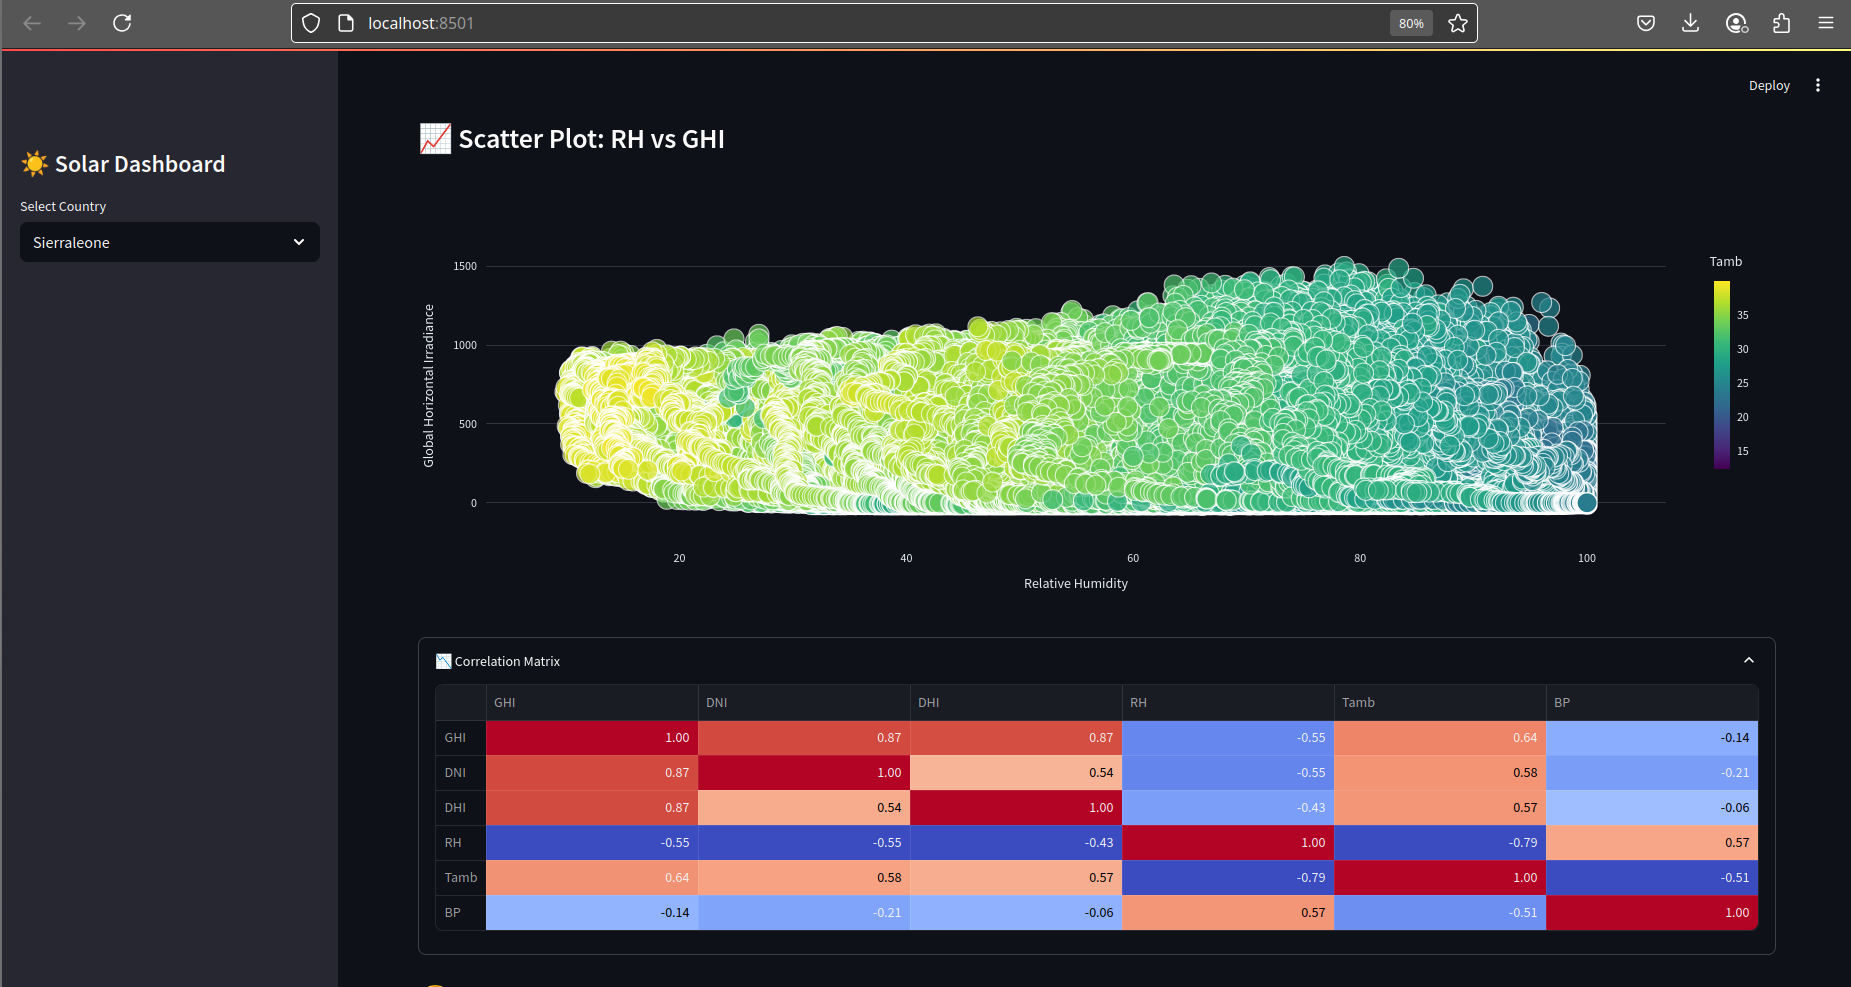 localhost:8501
80%
Deploy
Solar Dashboard
Select Country
Sierraleone
Scatter Plot: RH vs GHI
Tamb
1500
1000
500
0
Global Horizontal Irradiance
35
30
25
20
15
20 40 60 80 100
Relative Humidity
Correlation Matrix
GHI DNI DHI RH Tamb BP
GHI 1.00 0.87 0.87 -0.55 0.64 -0.14
DNI 0.87 1.00 0.54 -0.55 0.58 -0.21
DHI 0.87 0.54 1.00 -0.43 0.57 -0.06
RH -0.55 -0.55 -0.43 1.00 -0.79 0.57
Tamb 0.64 0.58 0.57 -0.79 1.00 -0.51
BP -0.14 -0.21 -0.06 0.57 -0.51 1.00